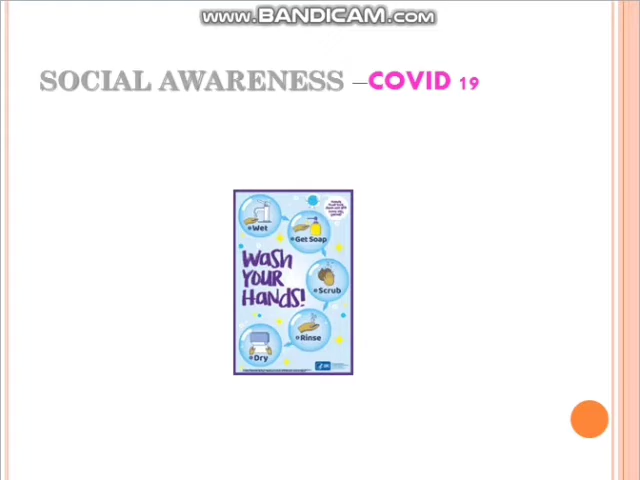 www.BANDICAM.com
SOCIAL AWARENESS –COVID 19
Wet
Get Soap
WASH
YOUR
HANDS!
Scrub
Rinse
Dry